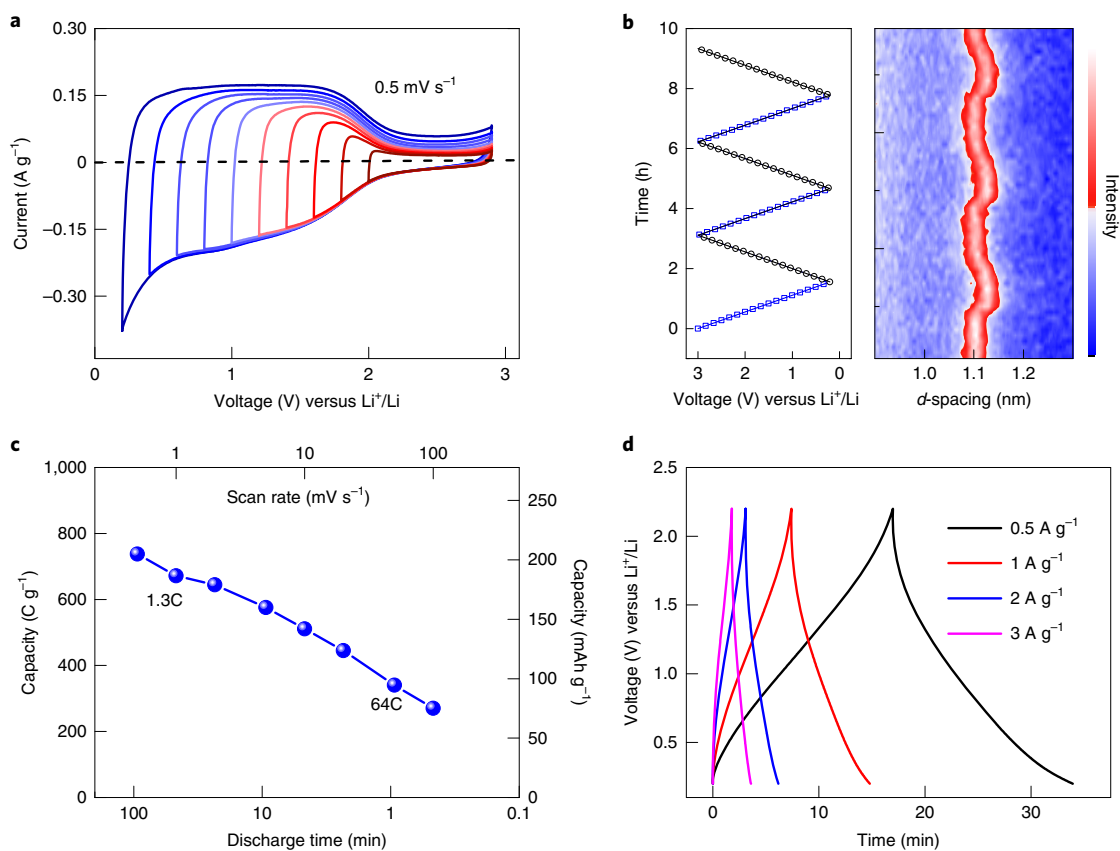 a
0.30
0.15
0
–0.15
–0.30
Current (A g⁻¹)
0.5 mV s⁻¹
0
1
2
3
Voltage (V) versus Li⁺/Li
b
10
8
6
4
2
0
Time (h)
3
2
1
0
Voltage (V) versus Li⁺/Li
1.0
1.1
1.2
d-spacing (nm)
Intensity
c
1
10
100
Scan rate (mV s⁻¹)
1,000
800
600
400
200
0
Capacity (C g⁻¹)
1.3C
64C
250
200
150
100
50
0
Capacity (mAh g⁻¹)
100
10
1
0.1
Discharge time (min)
d
2.5
2.0
1.5
1.0
0.5
Voltage (V) versus Li⁺/Li
0.5 A g⁻¹
1 A g⁻¹
2 A g⁻¹
3 A g⁻¹
0
10
20
30
Time (min)